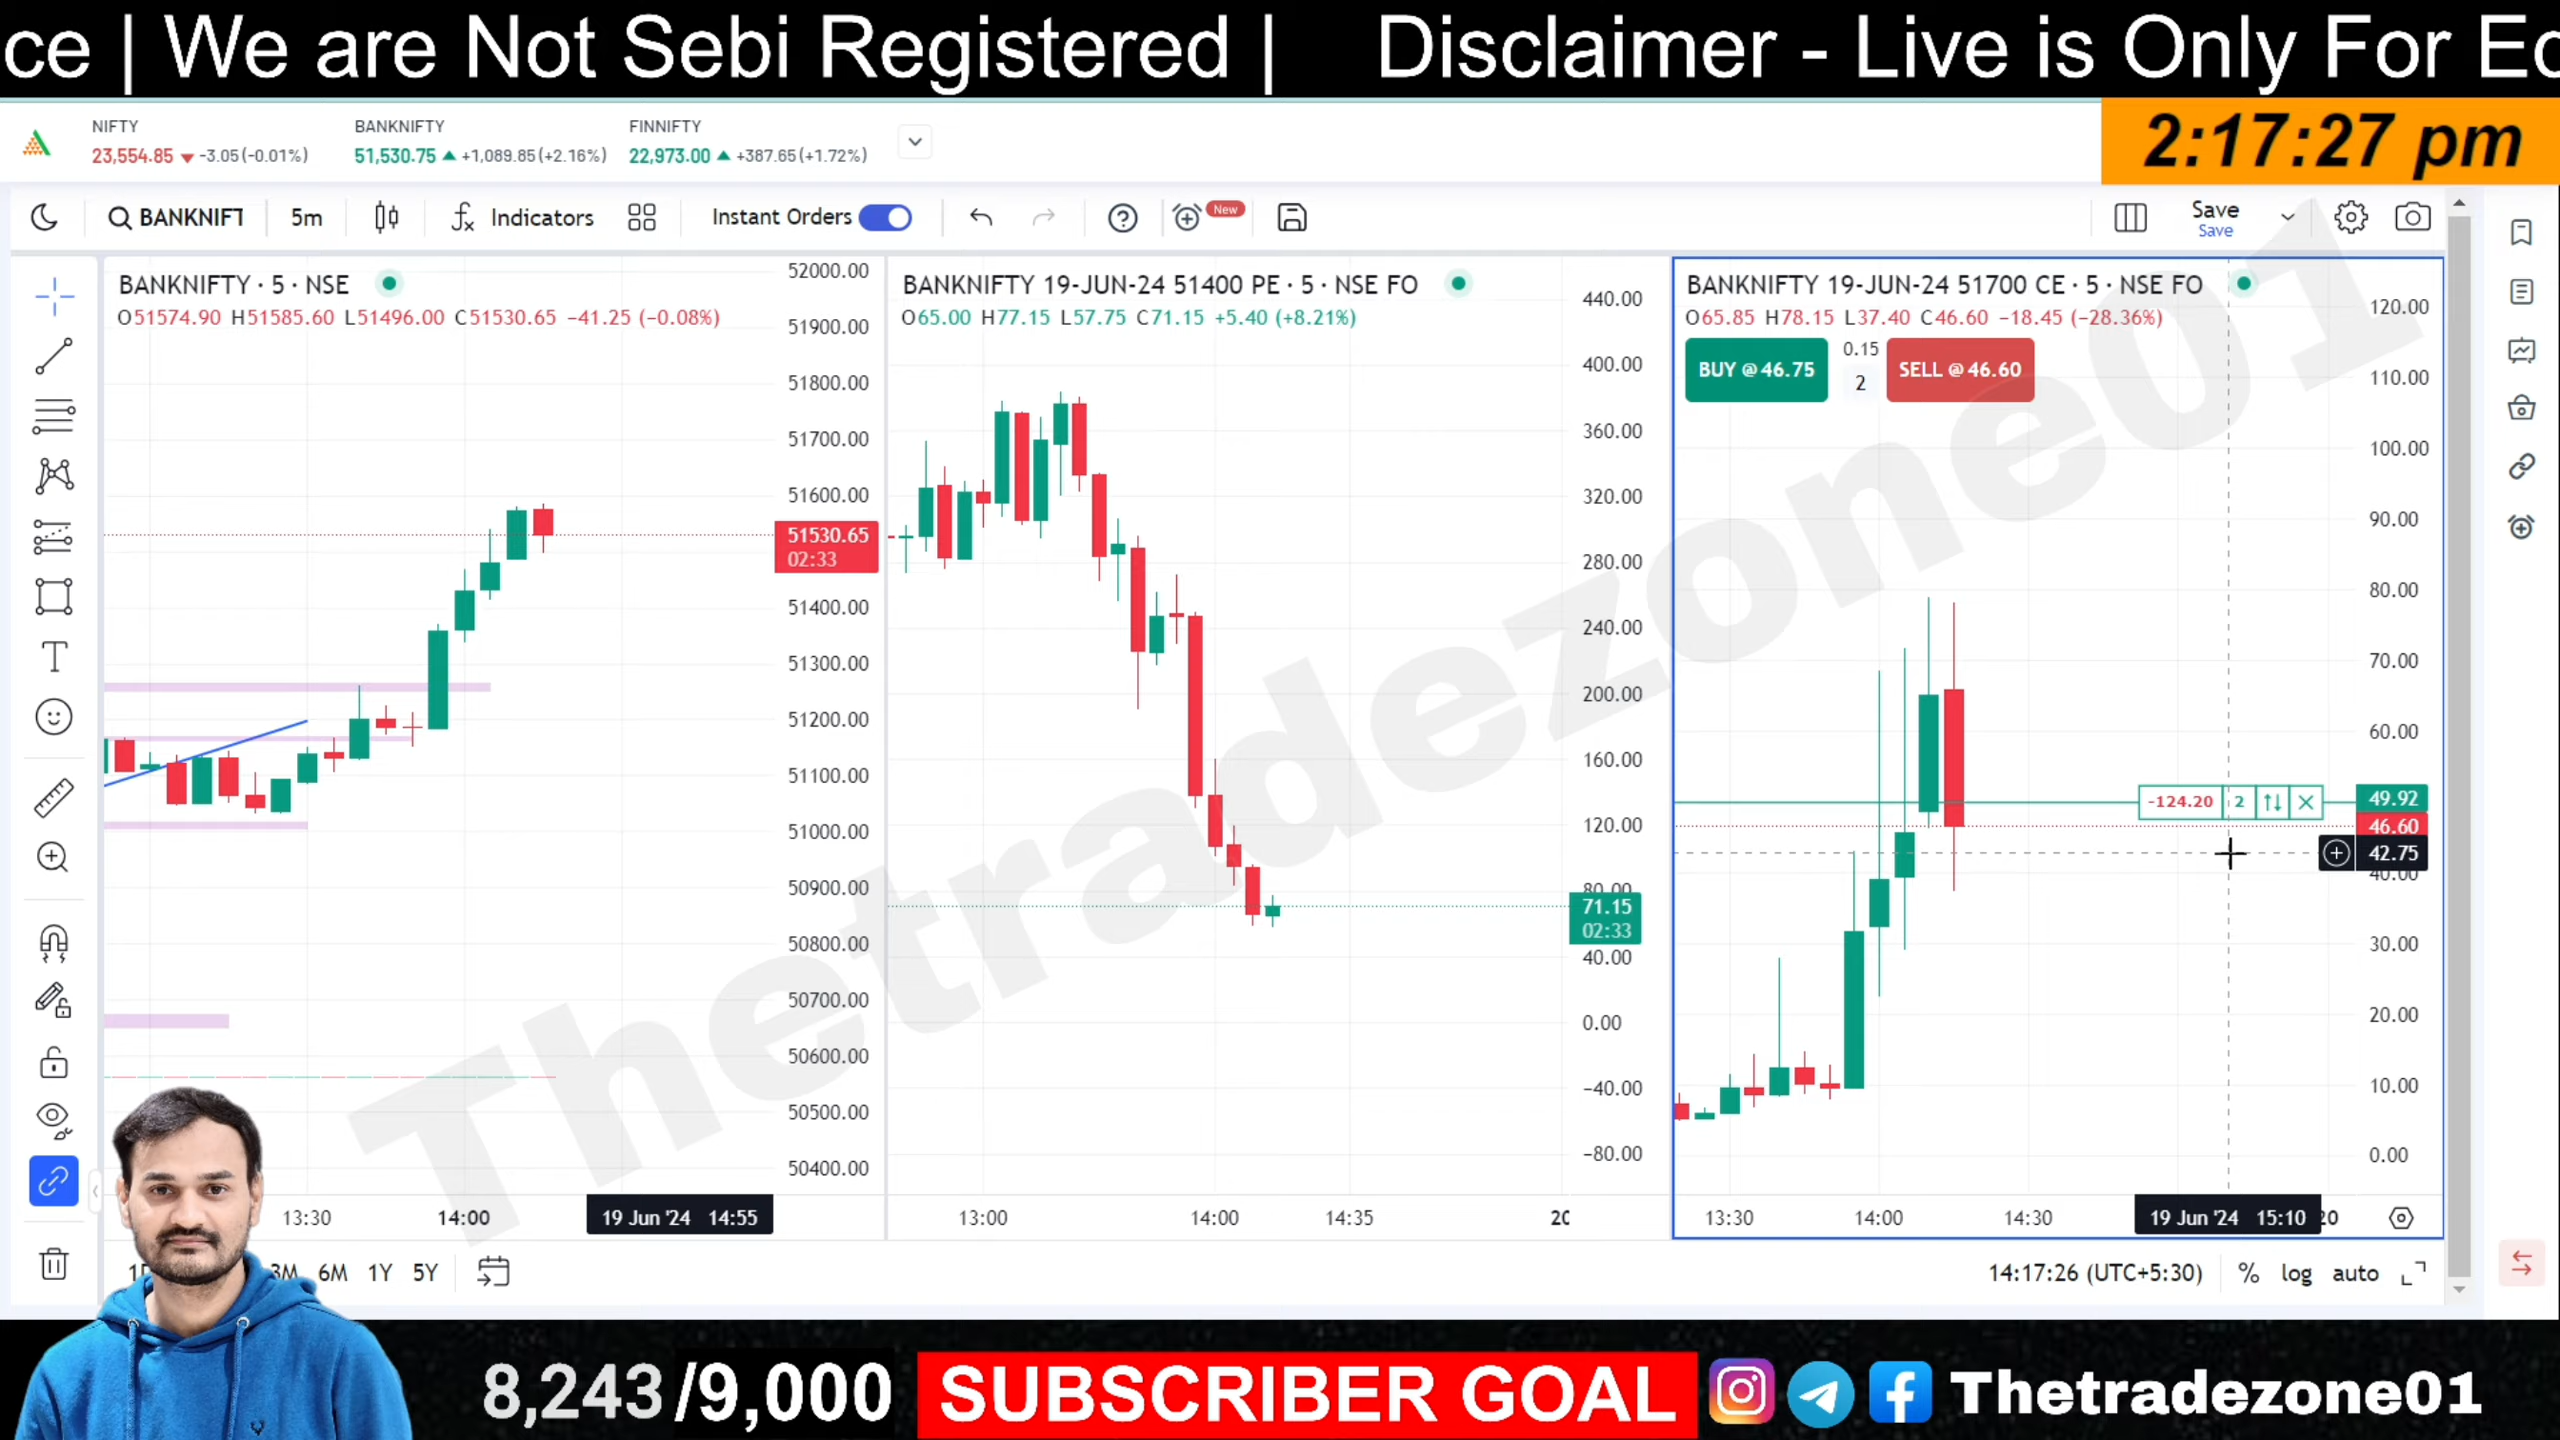 ce | We are Not Sebi Registered | Disclaimer - Live is Only For Ed
NIFTY
23,554.85 ▼ -3.05(-0.01%)
BANKNIFTY
51,530.75 ▲ +1,089.85(+2.16%)
FINNIFTY
22,973.00 ▲ +387.65(+1.72%)
2:17:27 pm
BANKNIFT
5m
Indicators
Instant Orders
New
Save
Save
BANKNIFTY · 5 · NSE
O51574.90 H51585.60 L51496.00 C51530.65 −41.25 (−0.08%)
52000.00
51900.00
51800.00
51700.00
51600.00
51530.65
02:33
51400.00
51300.00
51200.00
51100.00
51000.00
50900.00
50800.00
50700.00
50600.00
50500.00
50400.00
13:30
14:00
19 Jun '24 14:55
BANKNIFTY 19-JUN-24 51400 PE · 5 · NSE FO
O65.00 H77.15 L57.75 C71.15 +5.40 (+8.21%)
440.00
400.00
360.00
320.00
280.00
240.00
200.00
160.00
120.00
80.00
71.15
02:33
40.00
0.00
−40.00
−80.00
13:00
14:00
14:35
BANKNIFTY 19-JUN-24 51700 CE · 5 · NSE FO
O65.85 H78.15 L37.40 C46.60 −18.45 (−28.36%)
BUY @ 46.75
0.15
2
SELL @ 46.60
120.00
110.00
100.00
90.00
80.00
70.00
60.00
-124.20 2
49.92
46.60
42.75
40.00
30.00
20.00
10.00
0.00
13:30
14:00
14:30
19 Jun '24 15:10
Thetradezone01
3M 6M 1Y 5Y
14:17:26 (UTC+5:30)
% log auto
8,243/9,000
SUBSCRIBER GOAL
Thetradezone01